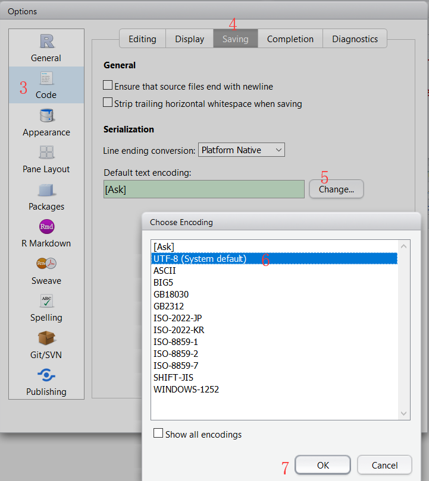 Options
4
Editing
Display
Saving
Completion
Diagnostics
R
General
3
Code
Appearance
Pane Layout
Packages
Rmd
R Markdown
Sweave
ABC
Spelling
Git/SVN
Publishing
General
Ensure that source files end with newline
Strip trailing horizontal whitespace when saving
Serialization
Line ending conversion: Platform Native
Default text encoding:
5
[Ask]
Change...
Choose Encoding
[Ask]
UTF-8 (System default) 6
ASCII
BIG5
GB18030
GB2312
ISO-2022-JP
ISO-2022-KR
ISO-8859-1
ISO-8859-2
ISO-8859-7
SHIFT-JIS
WINDOWS-1252
Show all encodings
7
OK
Cancel